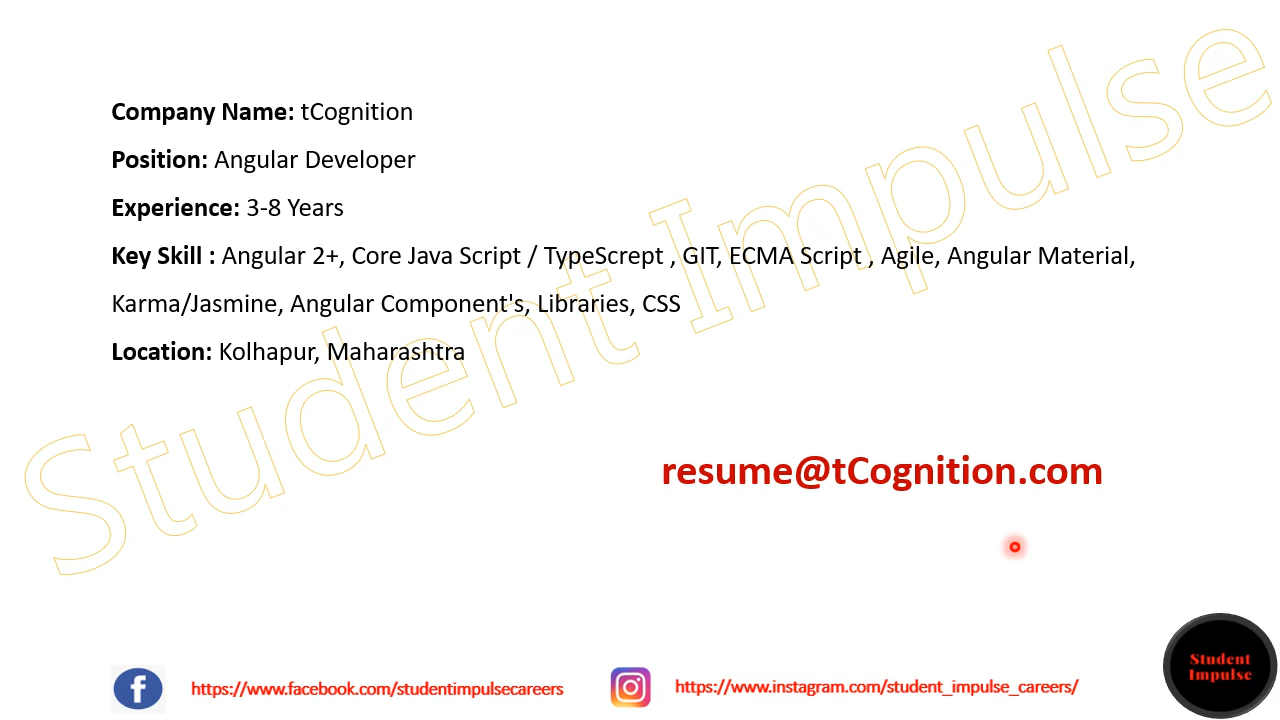 Company Name: tCognition
Position: Angular Developer
Experience: 3-8 Years
Key Skill : Angular 2+, Core Java Script / TypeScrept , GIT, ECMA Script , Agile, Angular Material,
Karma/Jasmine, Angular Component's, Libraries, CSS
Location: Kolhapur, Maharashtra
Student Impulse
resume@tCognition.com
https://www.facebook.com/studentimpulsecareers
https://www.instagram.com/student_impulse_careers/
Student
Impulse